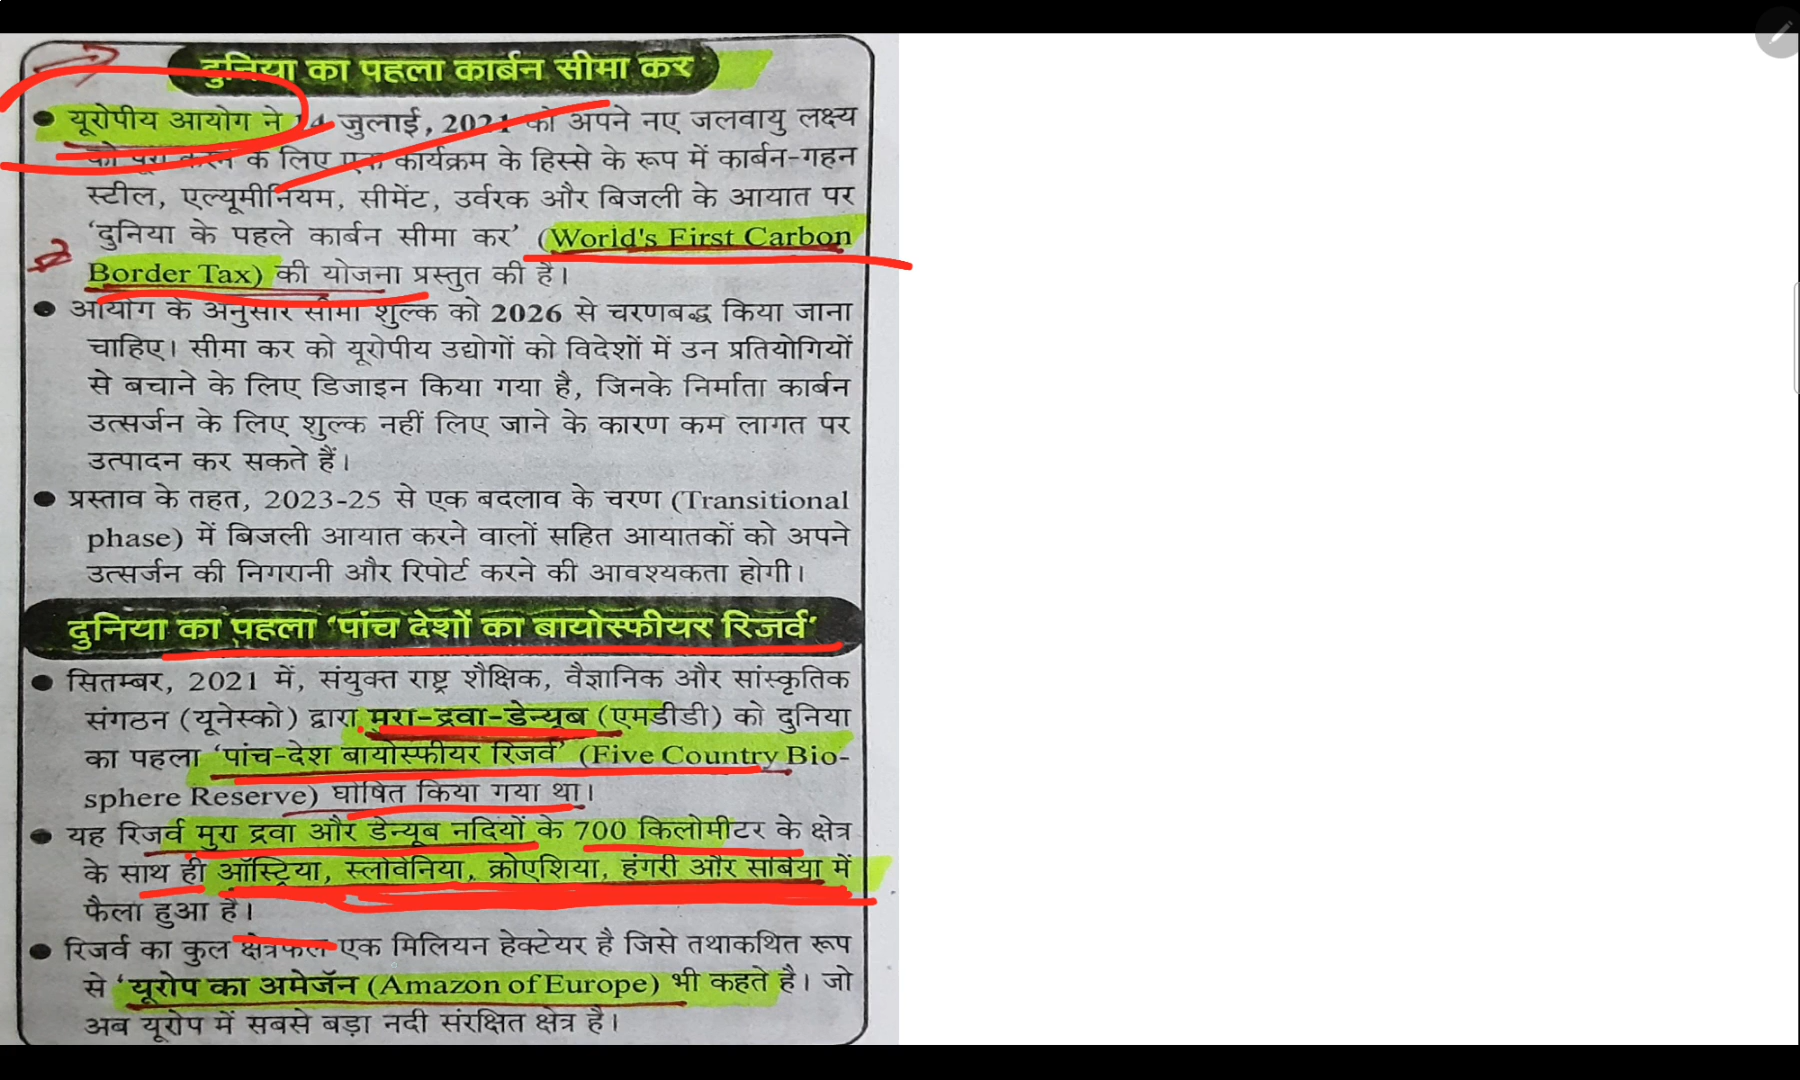 दुनिया का पहला कार्बन सीमा कर
● यूरोपीय आयोग ने 14 जुलाई, 2021 को अपने नए जलवायु लक्ष्य
को पूरा करने के लिए एक कार्यक्रम के हिस्से के रूप में कार्बन-गहन
स्टील, एल्यूमीनियम, सीमेंट, उर्वरक और बिजली के आयात पर
‘दुनिया के पहले कार्बन सीमा कर’ (World's First Carbon
Border Tax) की योजना प्रस्तुत की है।
● आयोग के अनुसार सीमा शुल्क को 2026 से चरणबद्ध किया जाना
चाहिए। सीमा कर को यूरोपीय उद्योगों को विदेशों में उन प्रतियोगियों
से बचाने के लिए डिजाइन किया गया है, जिनके निर्माता कार्बन
उत्सर्जन के लिए शुल्क नहीं लिए जाने के कारण कम लागत पर
उत्पादन कर सकते हैं।
● प्रस्ताव के तहत, 2023-25 से एक बदलाव के चरण (Transitional
phase) में बिजली आयात करने वालों सहित आयातकों को अपने
उत्सर्जन की निगरानी और रिपोर्ट करने की आवश्यकता होगी।
दुनिया का पहला ‘पांच देशों का बायोस्फीयर रिजर्व’
● सितम्बर, 2021 में, संयुक्त राष्ट्र शैक्षिक, वैज्ञानिक और सांस्कृतिक
संगठन (यूनेस्को) द्वारा मुरा-द्रवा-डेन्यूब (एमडीडी) को दुनिया
का पहला ‘पांच-देश बायोस्फीयर रिजर्व’ (Five Country Bio-
sphere Reserve) घोषित किया गया था।
● यह रिजर्व मुरा द्रवा और डेन्यूब नदियों के 700 किलोमीटर के क्षेत्र
के साथ ही ऑस्ट्रिया, स्लोवेनिया, क्रोएशिया, हंगरी और सर्बिया में
फैला हुआ है।
● रिजर्व का कुल क्षेत्रफल एक मिलियन हेक्टेयर है जिसे तथाकथित रूप
से ‘यूरोप का अमेजॅन (Amazon of Europe) भी कहते है। जो
अब यूरोप में सबसे बड़ा नदी संरक्षित क्षेत्र है।